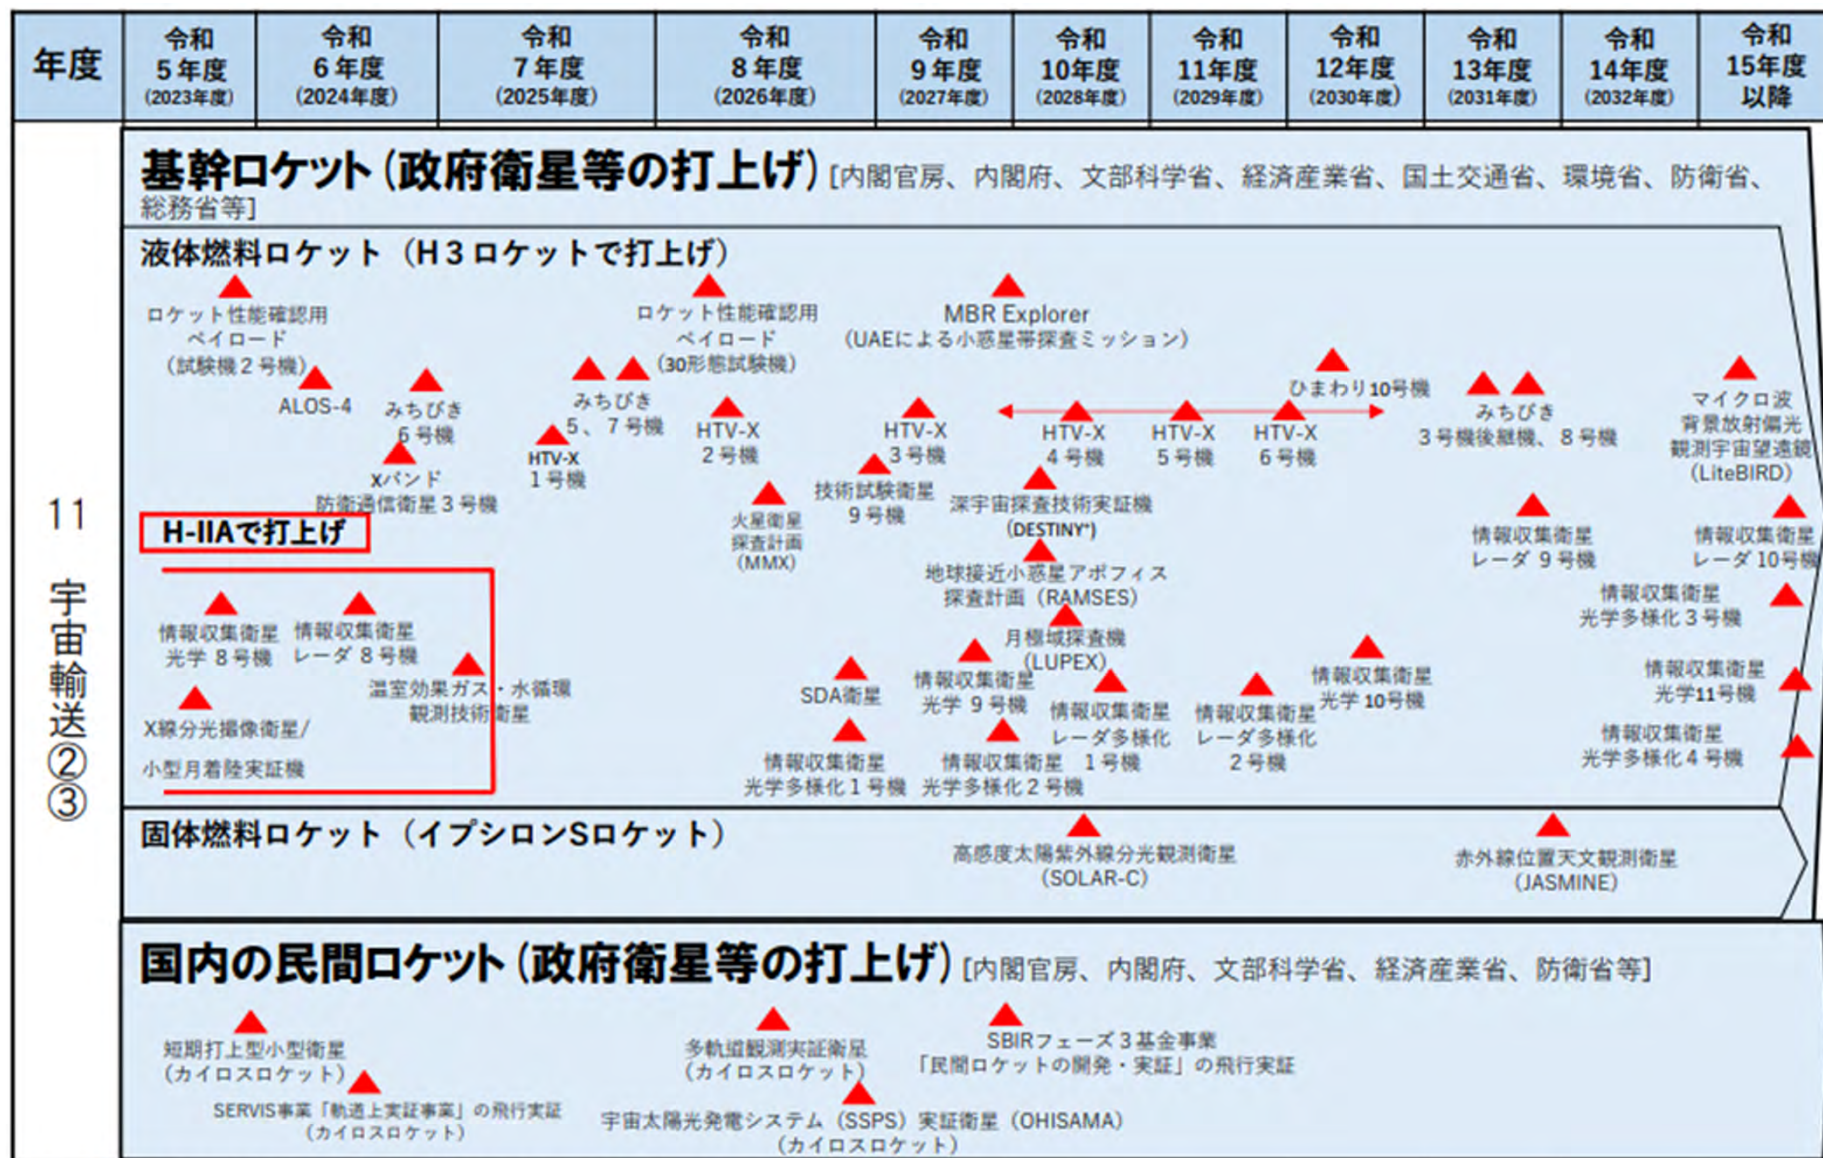 年度
令和
5年度
(2023年度)
令和
6年度
(2024年度)
令和
7年度
(2025年度)
令和
8年度
(2026年度)
令和
9年度
(2027年度)
令和
10年度
(2028年度)
令和
11年度
(2029年度)
令和
12年度
(2030年度)
令和
13年度
(2031年度)
令和
14年度
(2032年度)
令和
15年度
以降
11 宇宙輸送②③
基幹ロケット(政府衛星等の打上げ)[内閣官房、内閣府、文部科学省、経済産業省、国土交通省、環境省、防衛省、
総務省等]
液体燃料ロケット(H3ロケットで打上げ)
ロケット性能確認用
ペイロード
(試験機2号機)
ALOS-4
みちびき
6号機
Xバンド
防衛通信衛星3号機
みちびき
5、7号機
HTV-X
1号機
ロケット性能確認用
ペイロード
(30形態試験機)
HTV-X
2号機
火星衛星
探査計画
(MMX)
MBR Explorer
(UAEによる小惑星帯探査ミッション)
HTV-X
3号機
技術試験衛星
9号機
HTV-X
4号機
HTV-X
5号機
HTV-X
6号機
深宇宙探査技術実証機
(DESTINY⁺)
地球接近小惑星アポフィス
探査計画(RAMSES)
月極域探査機
(LUPEX)
ひまわり10号機
みちびき
3号機後継機、8号機
マイクロ波
背景放射偏光
観測宇宙望遠鏡
(LiteBIRD)
情報収集衛星
レーダ 9号機
情報収集衛星
レーダ 10号機
情報収集衛星
光学多様化3号機
H-IIAで打上げ
情報収集衛星
光学 8号機
情報収集衛星
レーダ 8号機
温室効果ガス・水循環
観測技術衛星
X線分光撮像衛星/
小型月着陸実証機
SDA衛星
情報収集衛星
光学多様化1号機
情報収集衛星
光学 9号機
情報収集衛星
光学多様化2号機
情報収集衛星
レーダ多様化
1号機
情報収集衛星
レーダ多様化
2号機
情報収集衛星
光学 10号機
情報収集衛星
光学11号機
情報収集衛星
光学多様化4号機
固体燃料ロケット(イプシロンSロケット)
高感度太陽紫外線分光観測衛星
(SOLAR-C)
赤外線位置天文観測衛星
(JASMINE)
国内の民間ロケット(政府衛星等の打上げ)[内閣官房、内閣府、文部科学省、経済産業省、防衛省等]
短期打上型小型衛星
(カイロスロケット)
SERVIS事業「軌道上実証事業」の飛行実証
(カイロスロケット)
多軌道観測実証衛星
(カイロスロケット)
宇宙太陽光発電システム(SSPS)実証衛星(OHISAMA)
(カイロスロケット)
SBIRフェーズ3基金事業
「民間ロケットの開発・実証」の飛行実証